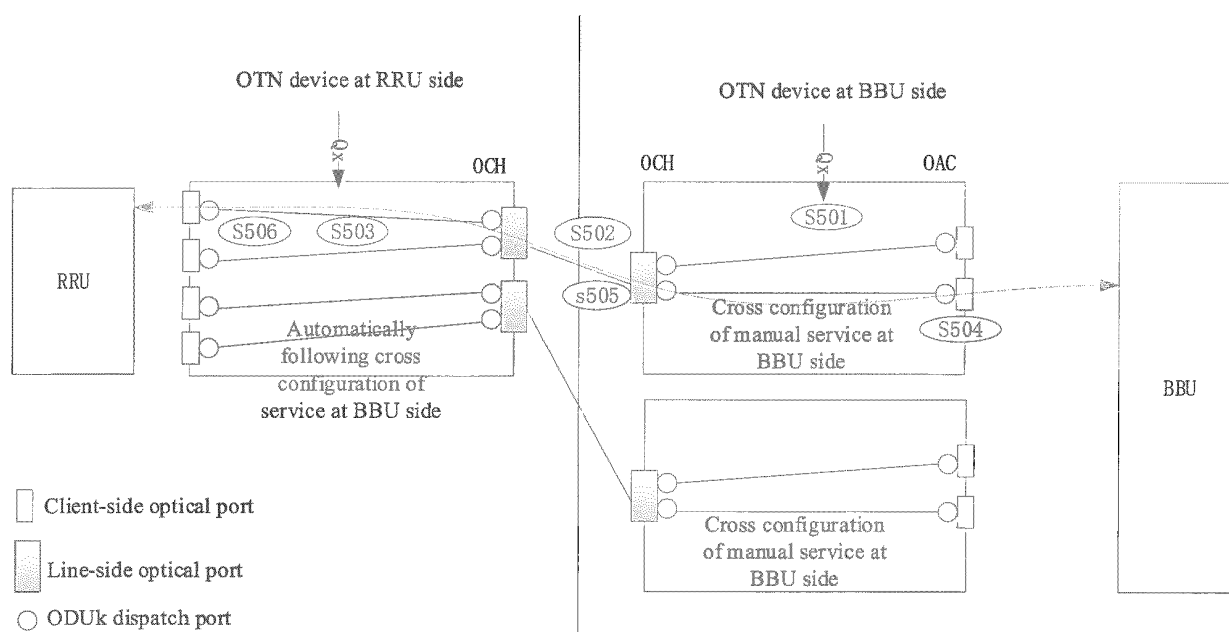 OTN device at RRU side
OTN device at BBU side
Qx
OCH
Qx
OCH
OAC
S506
S503
S502
S501
RRU
s505
S504
Automatically
following cross
configuration of
service at BBU side
Cross configuration
of manual service at
BBU side
BBU
Cross configuration
of manual service at
BBU side
Client-side optical port
Line-side optical port
ODUk dispatch port